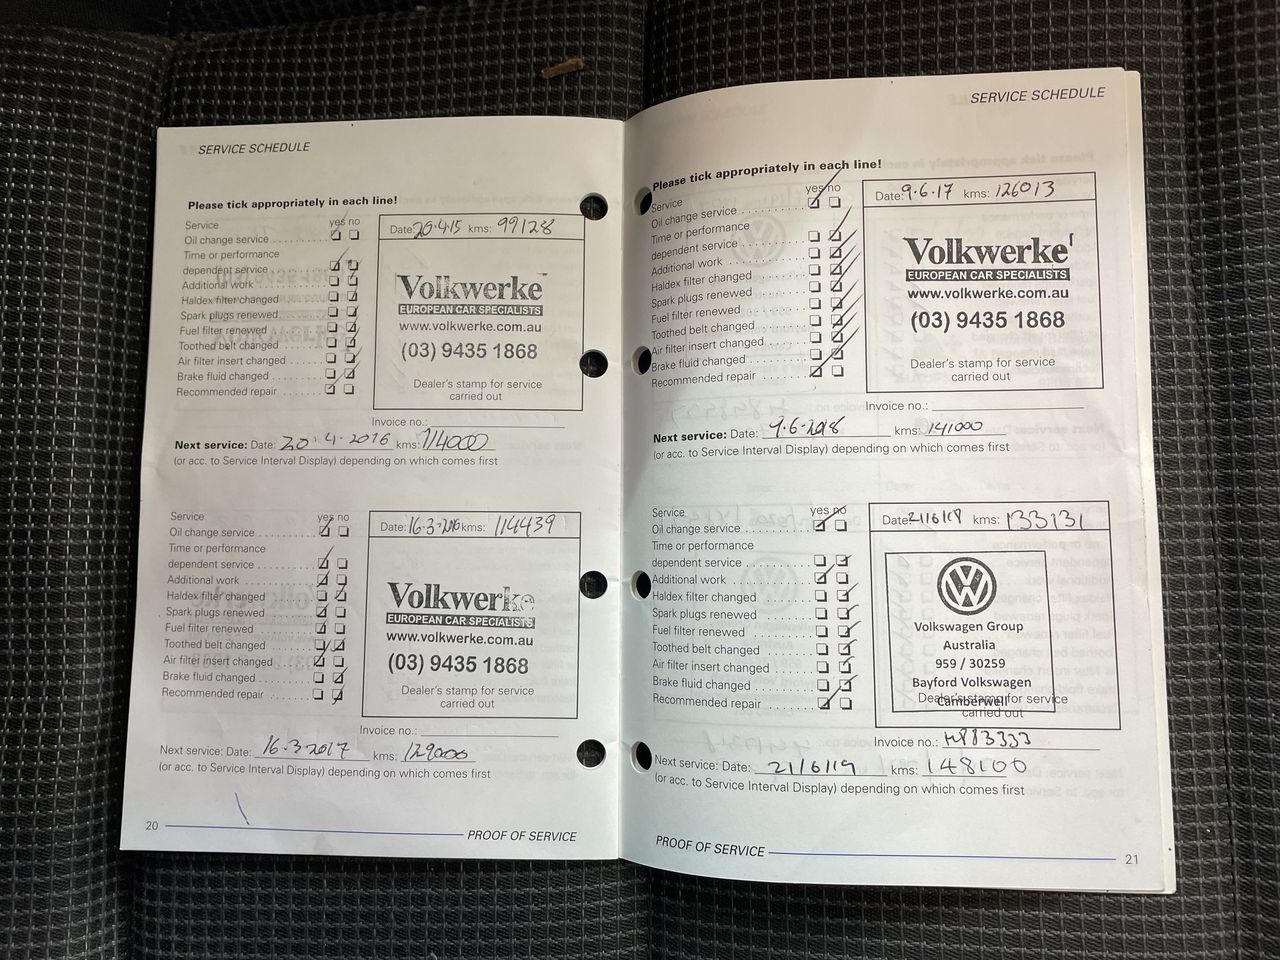 SERVICE SCHEDULE
Please tick appropriately in each line!
Service yes no
Oil change service
Time or performance
dependent service
Additional work
Haldex filter changed
Spark plugs renewed
Fuel filter renewed
Toothed belt changed
Air filter insert changed
Brake fluid changed
Recommended repair
Date: 20.4.15 kms: 99128
Volkwerke
EUROPEAN CAR SPECIALISTS
www.volkwerke.com.au
(03) 9435 1868
Dealer's stamp for service
carried out
Invoice no.:
Next service: Date: 20.4.2016 kms: 114000
(or acc. to Service Interval Display) depending on which comes first
Service yes no
Oil change service
Time or performance
dependent service
Additional work
Haldex filter changed
Spark plugs renewed
Fuel filter renewed
Toothed belt changed
Air filter insert changed
Brake fluid changed
Recommended repair
Date: 16.3.2016 kms: 114439
Volkwerke
EUROPEAN CAR SPECIALISTS
www.volkwerke.com.au
(03) 9435 1868
Dealer's stamp for service
carried out
Invoice no.:
Next service: Date: 16.3.2017 kms: 129000
(or acc. to Service Interval Display) depending on which comes first
20
PROOF OF SERVICE
SERVICE SCHEDULE
Please tick appropriately in each line!
Service yes no
Oil change service
Time or performance
dependent service
Additional work
Haldex filter changed
Spark plugs renewed
Fuel filter renewed
Toothed belt changed
Air filter insert changed
Brake fluid changed
Recommended repair
Date: 9.6.17 kms: 126013
Volkwerke
EUROPEAN CAR SPECIALISTS
www.volkwerke.com.au
(03) 9435 1868
Dealer's stamp for service
carried out
Invoice no.:
Next service: Date: 9.6.2018 kms: 141000
(or acc. to Service Interval Display) depending on which comes first
Service yes no
Oil change service
Time or performance
dependent service
Additional work
Haldex filter changed
Spark plugs renewed
Fuel filter renewed
Toothed belt changed
Air filter insert changed
Brake fluid changed
Recommended repair
Date: 21/6/18 kms: 133131
Volkswagen Group
Australia
959 / 30259
Bayford Volkswagen
Camberwell
Dealer's stamp for service
carried out
Invoice no.:
Next service: Date: 21/6/19 kms: 148100
(or acc. to Service Interval Display) depending on which comes first
PROOF OF SERVICE
21